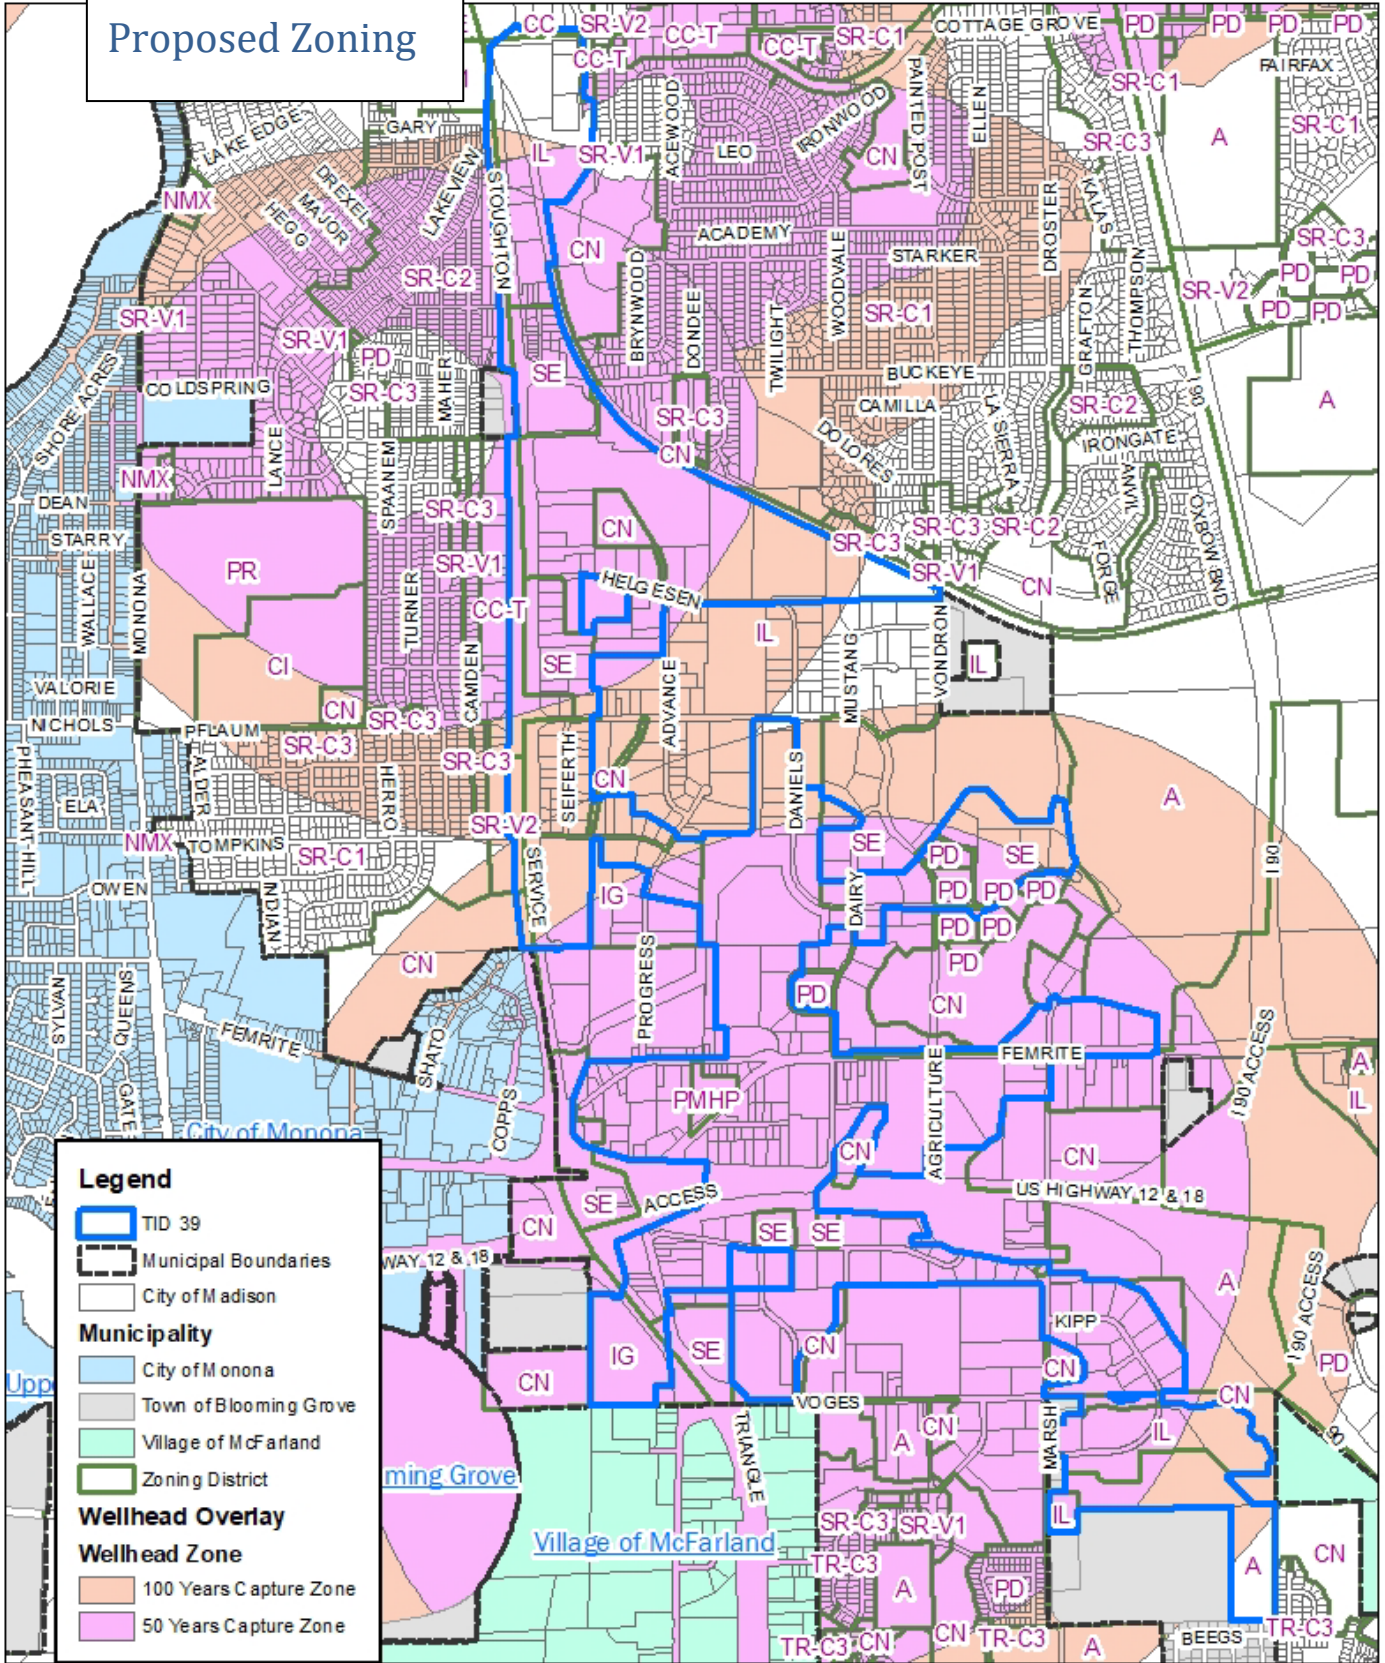 Proposed Zoning
CC
SR-V2
CC-T
CC-T
CC-T
SR-C1
COTTAGE GROVE
PD
PD
PD
PD
FAIRFAX
SR-C1
SR-C1
SR-C3
A
LAKE EDGE
GARY
IL
SR-V1
ACEWOOD
LEO
IRONWOOD
PAINTED POST
ELLEN
CN
NMX
DREXEL
MAJOR
HEGG
LAKEVIEW
STOUGHTON
CN
ACADEMY
WOODVALE
STARKER
DROSTER
KALAS
THOMPSON
SR-C3
PD
PD
PD
PD
SR-V2
SR-C2
BRYNWOOD
DONDEE
TWILIGHT
SR-C1
GRAFTON
SR-V1
SR-V1
PD
SR-C3
MAHER
SE
BUCKEYE
I 90
A
COLDSPRING
SHORE ACRES
LANCE
SR-C3
CAMILLA
LA SIERRA
SR-C2
IRONGATE
DOLORES
ANVIL
OXBOW BND
NMX
CN
SPAANEM
SR-C3
DEAN
STARRY
CN
SR-C3
SR-C3
SR-C2
SR-V1
CN
FORGE
WALLACE
MONONA
PR
TURNER
SR-V1
CC-T
HELGESEN
IL
MUSTANG
VONDRON
IL
CI
CAMDEN
SE
ADVANCE
VALORIE
NICHOLS
CN
SR-C3
PFLAUM
SR-C3
SR-C3
SEIFERTH
CN
DANIELS
A
I 90
PHEASANT HILL
ELA
ALDER
HERRO
SR-V2
NMX
TOMPKINS
SR-C1
SE
PD
SE
OWEN
INDIAN
SERVICE
IG
DAIRY
PD
PD
PD
PD
PD
PD
CN
PROGRESS
PD
CN
SYLVAN
QUEENS
FEMRITE
SHATO
AGRICULTURE
FEMRITE
I 90 ACCESS
A
IL
GATE
COPPS
PMHP
City of Monona
CN
CN
US HIGHWAY 12 & 18
SE
ACCESS
CN
SE
SE
WAY 12 & 18
A
I 90 ACCESS
KIPP
IG
SE
CN
CN
PD
CN
VOGES
CN
Upp
MARSH
CN
A
IL
90
TRIANGLE
ming Grove
IL
SR-C3
SR-V1
Village of McFarland
TR-C3
A
PD
A
CN
TR-C3
TR-C3
CN
CN
TR-C3
A
BEEGS
Legend
TID 39
Municipal Boundaries
City of Madison
Municipality
City of Monona
Town of Blooming Grove
Village of McFarland
Zoning District
Wellhead Overlay
Wellhead Zone
100 Years Capture Zone
50 Years Capture Zone